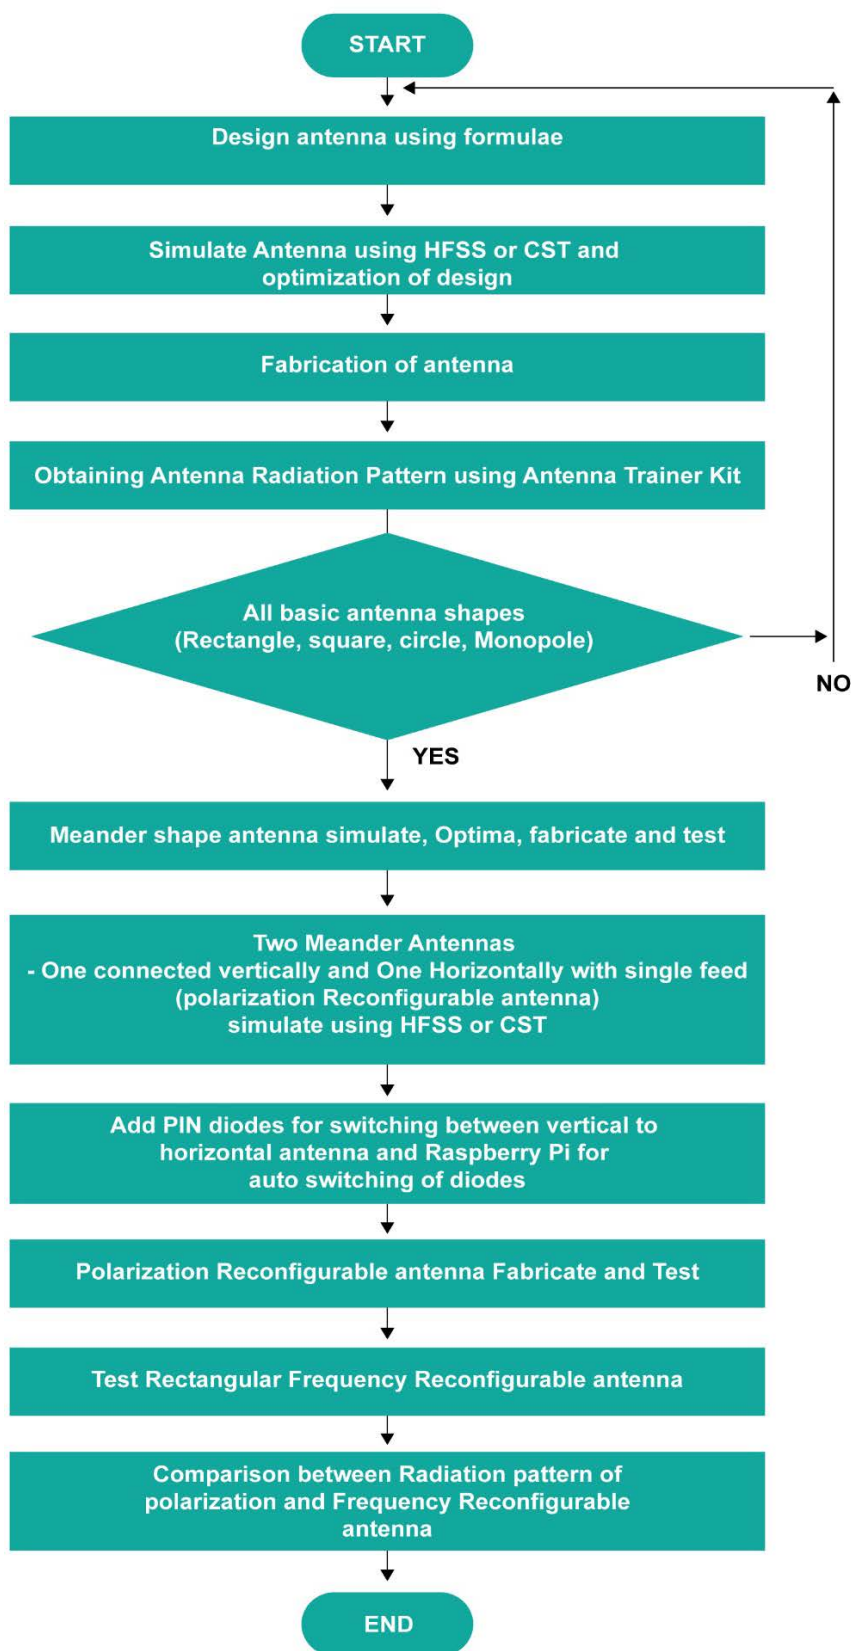 START
Design antenna using formulae
Simulate Antenna using HFSS or CST and
optimization of design
Fabrication of antenna
Obtaining Antenna Radiation Pattern using Antenna Trainer Kit
All basic antenna shapes
(Rectangle, square, circle, Monopole)
NO
YES
Meander shape antenna simulate, Optima, fabricate and test
Two Meander Antennas
- One connected vertically and One Horizontally with single feed
(polarization Reconfigurable antenna)
simulate using HFSS or CST
Add PIN diodes for switching between vertical to
horizontal antenna and Raspberry Pi for
auto switching of diodes
Polarization Reconfigurable antenna Fabricate and Test
Test Rectangular Frequency Reconfigurable antenna
Comparison between Radiation pattern of
polarization and Frequency Reconfigurable
antenna
END